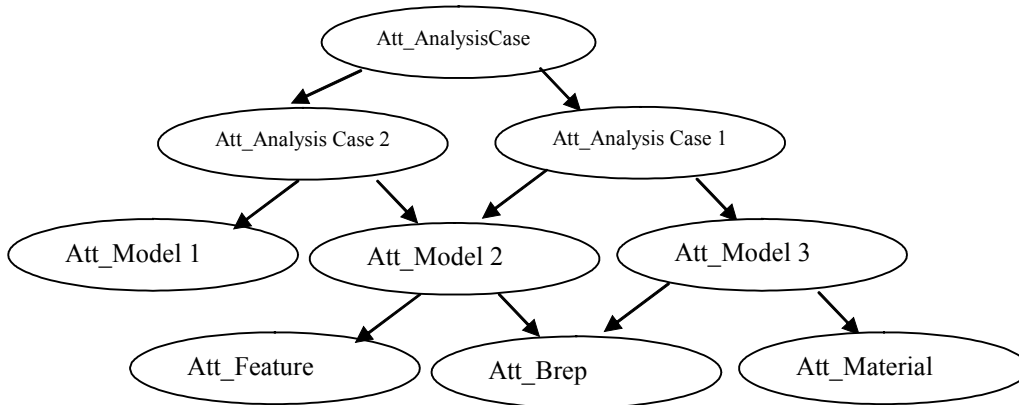 Att_AnalysisCase
Att_Analysis Case 2
Att_Analysis Case 1
Att_Model 1
Att_Model 2
Att_Model 3
Att_Feature
Att_Brep
Att_Material